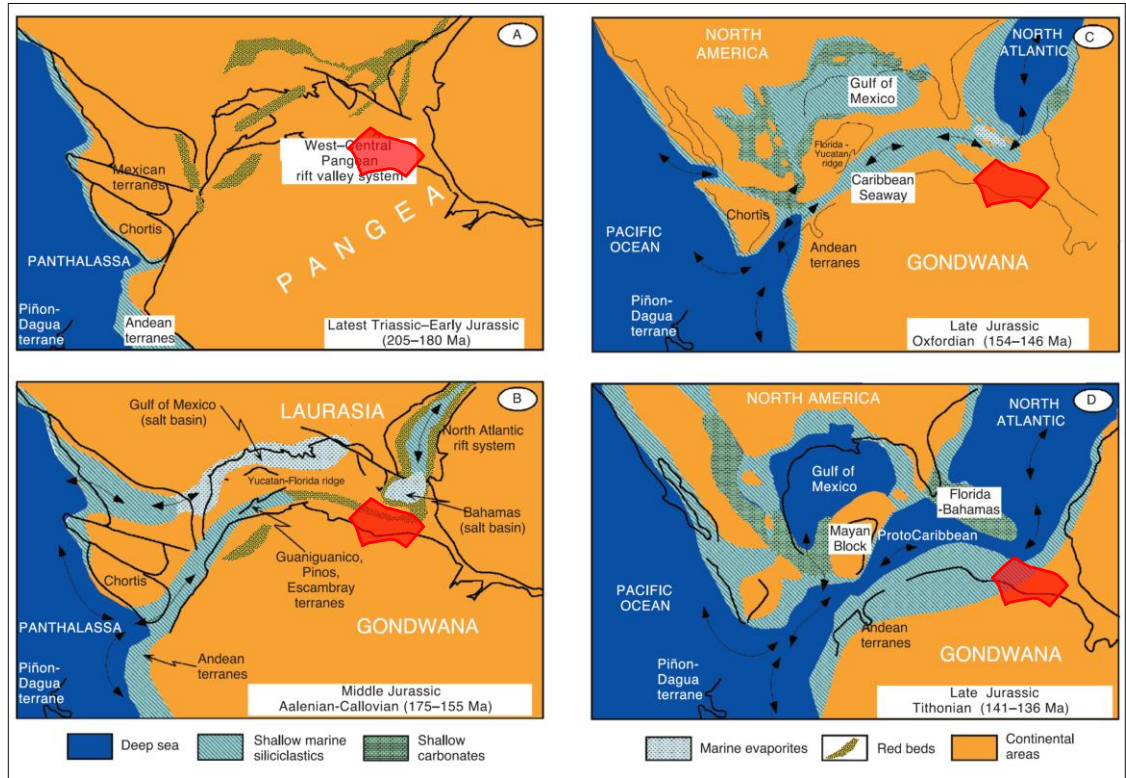 A
West–Central
Pangean
rift valley system
Mexican
terranes
Chortis
PANGEA
PANTHALASSA
Piñon-
Dagua
terrane
Andean
terranes
Latest Triassic–Early Jurassic
(205–180 Ma)
B
Gulf of Mexico
(salt basin)
LAURASIA
North Atlantic
rift system
Yucatan-Florida ridge
Bahamas
(salt basin)
Guaniguanico,
Pinos,
Escambray
terranes
Chortis
PANTHALASSA
GONDWANA
Piñon-
Dagua
terrane
Andean
terranes
Middle Jurassic
Aalenian-Callovian (175–155 Ma)
C
NORTH
AMERICA
NORTH
ATLANTIC
Gulf of
Mexico
Florida -
Yucatan
ridge
Caribbean
Seaway
Chortis
PACIFIC
OCEAN
Andean
terranes
GONDWANA
Piñon-
Dagua
terrane
Late Jurassic
Oxfordian (154–146 Ma)
D
NORTH AMERICA
NORTH
ATLANTIC
Gulf of
Mexico
Florida
-Bahamas
Mayan
Block
ProtoCaribbean
PACIFIC
OCEAN
Andean
terranes
GONDWANA
Piñon-
Dagua
terrane
Late Jurassic
Tithonian (141–136 Ma)
Deep sea
Shallow marine
siliciclastics
Shallow
carbonates
Marine evaporites
Red beds
Continental
areas